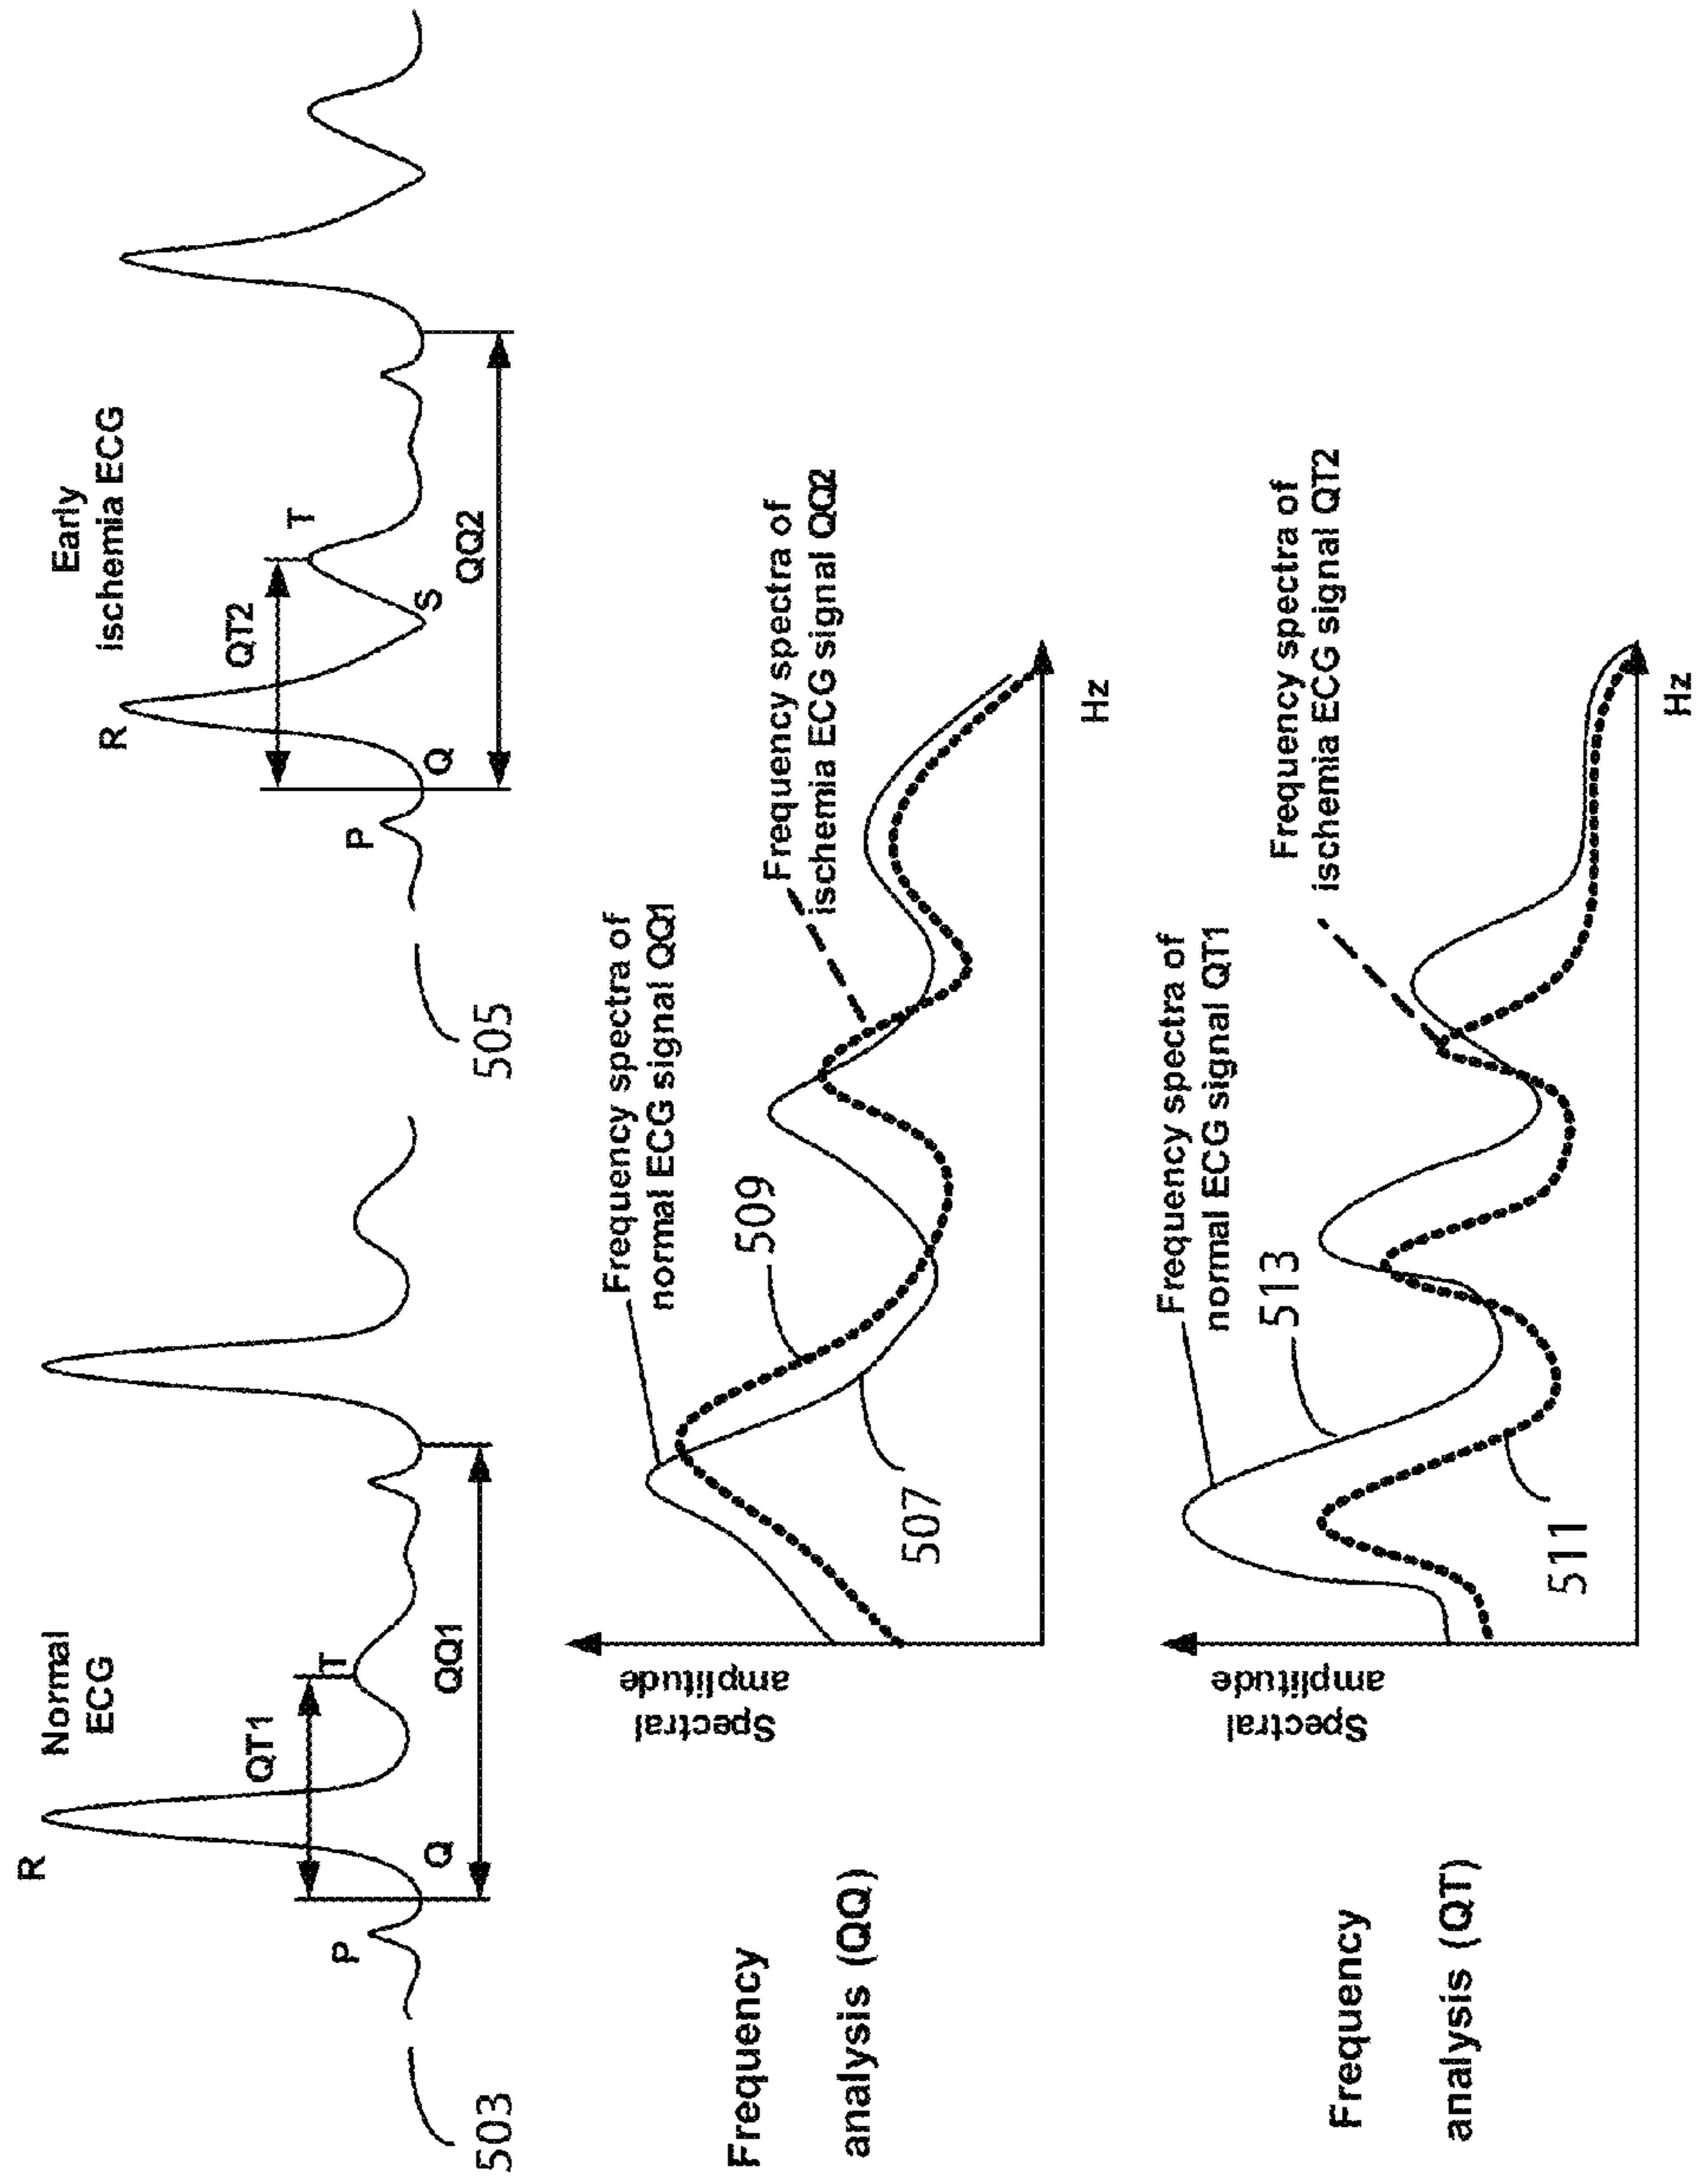 Normal
ECG
R
QT1
T
P
Q
QQ1
503
Early
ischemia ECG
R
QT2
T
P
Q
S
QQ2
505
Frequency
analysis (QQ)
Spectral
amplitude
Frequency spectra of
normal ECG signal QQ1
509
507
Frequency spectra of
ischemia ECG signal QQ2
Hz
Frequency
analysis (QT)
Spectral
amplitude
Frequency spectra of
normal ECG signal QT1
513
511
Frequency spectra of
ischemia ECG signal QT2
Hz